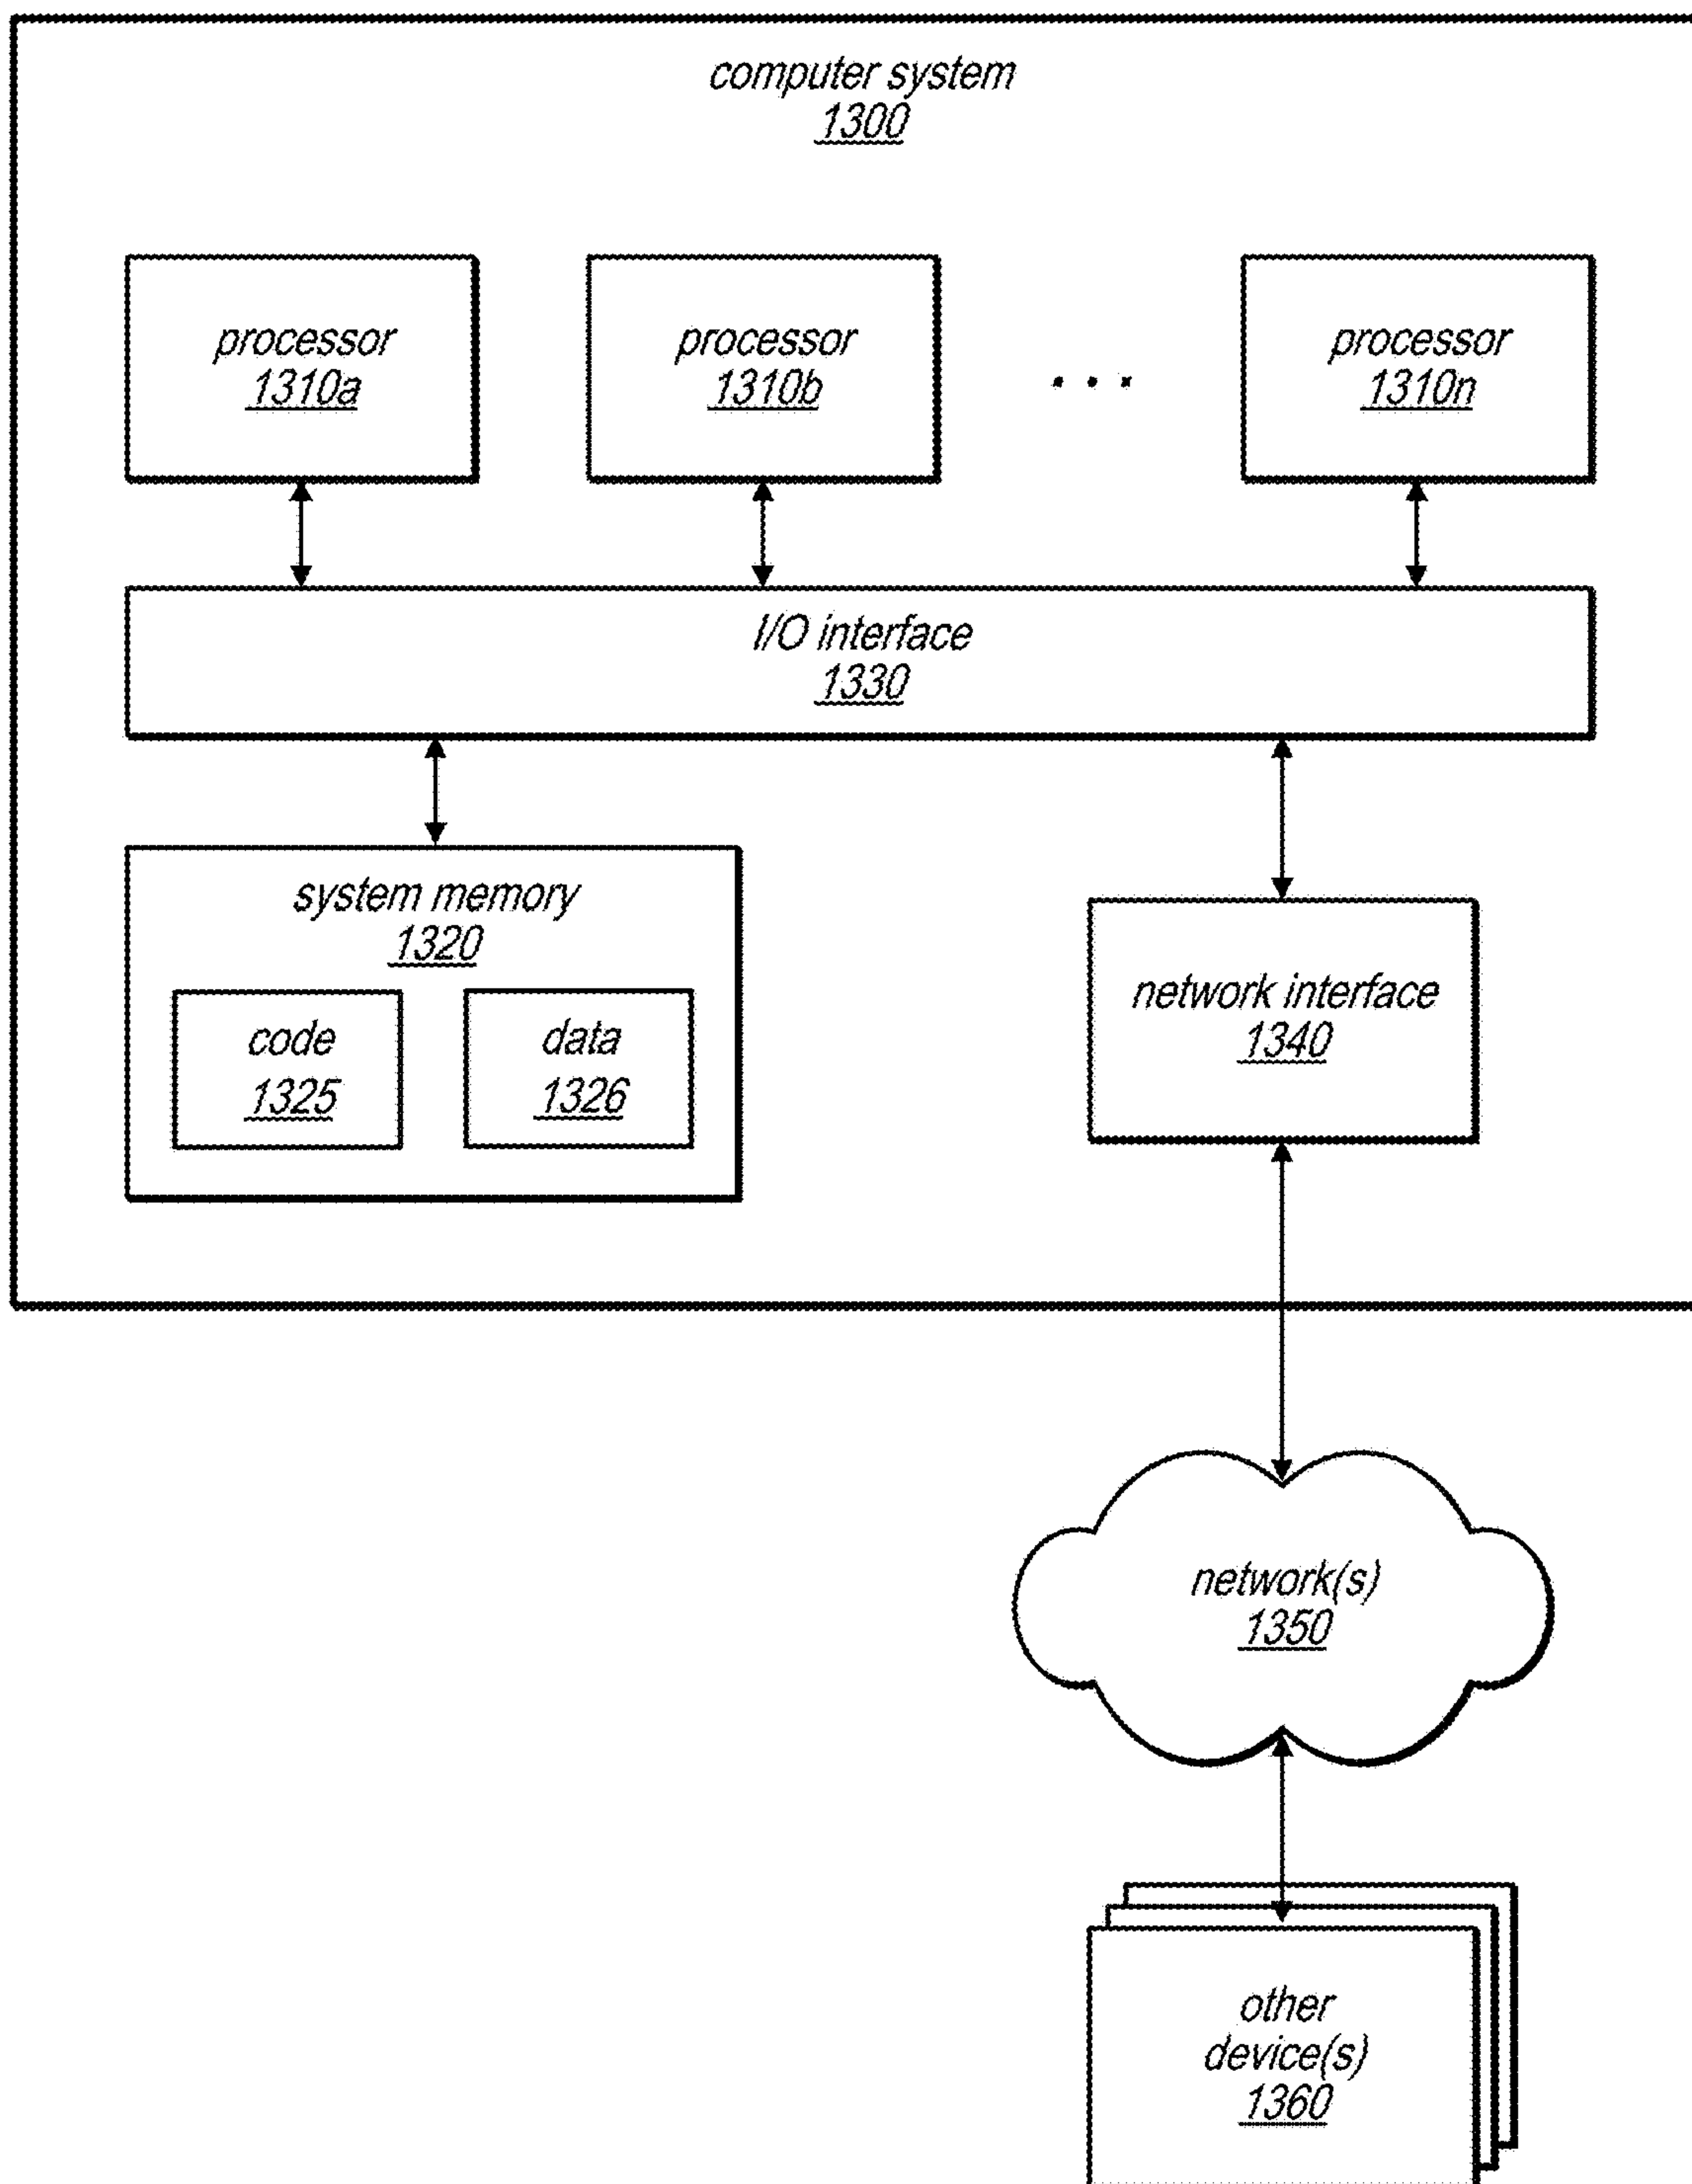 computer system
1300
processor
1310a
processor
1310b
. . .
processor
1310n
I/O interface
1330
system memory
1320
code
1325
data
1326
network interface
1340
network(s)
1350
other
device(s)
1360